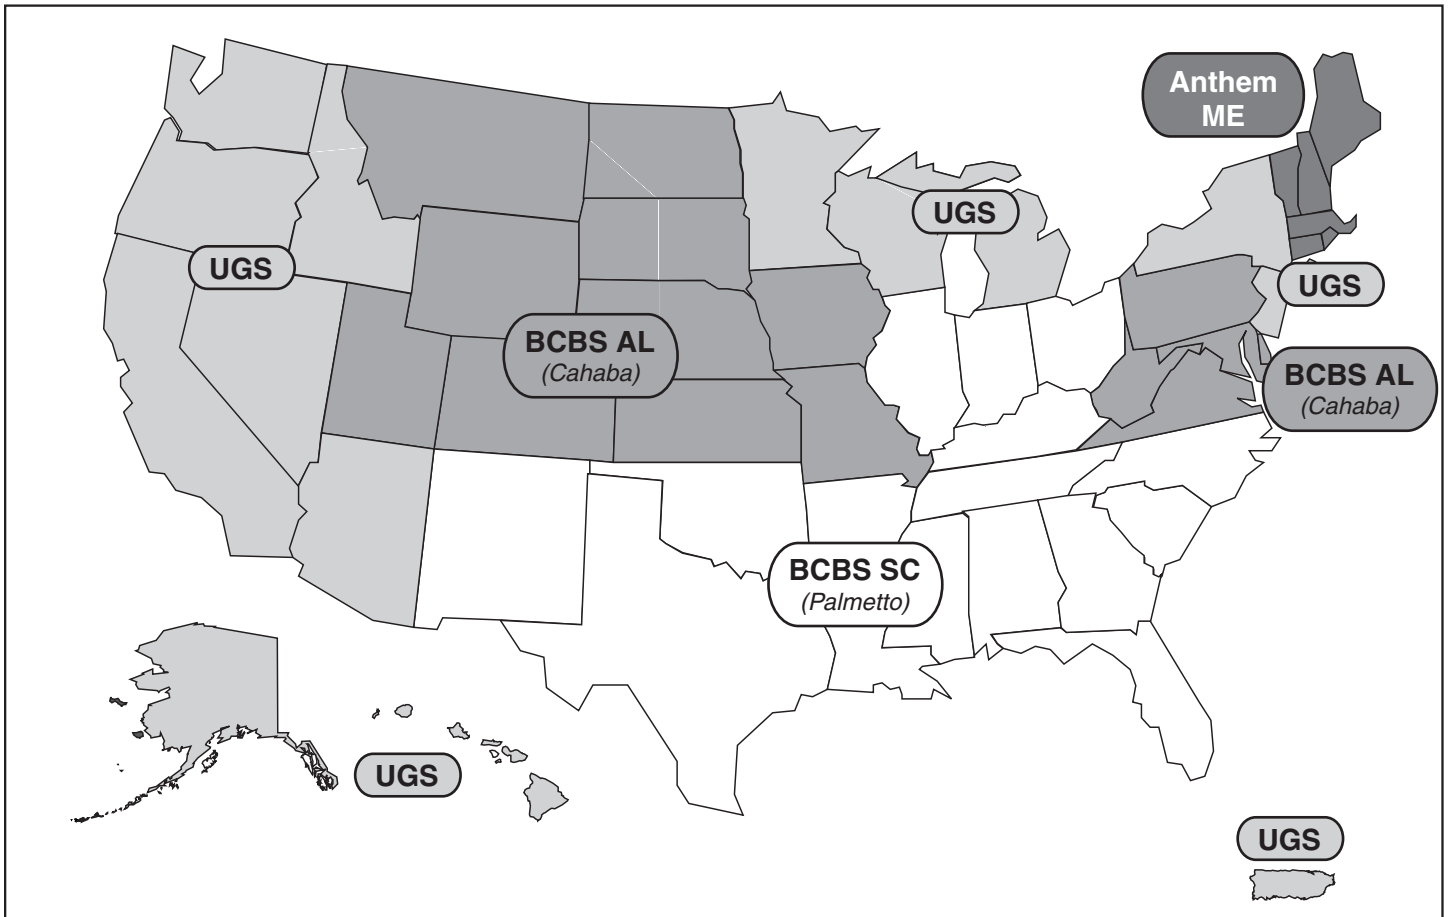 Anthem
ME
UGS
UGS
UGS
BCBS AL
(Cahaba)
BCBS AL
(Cahaba)
BCBS SC
(Palmetto)
UGS
UGS